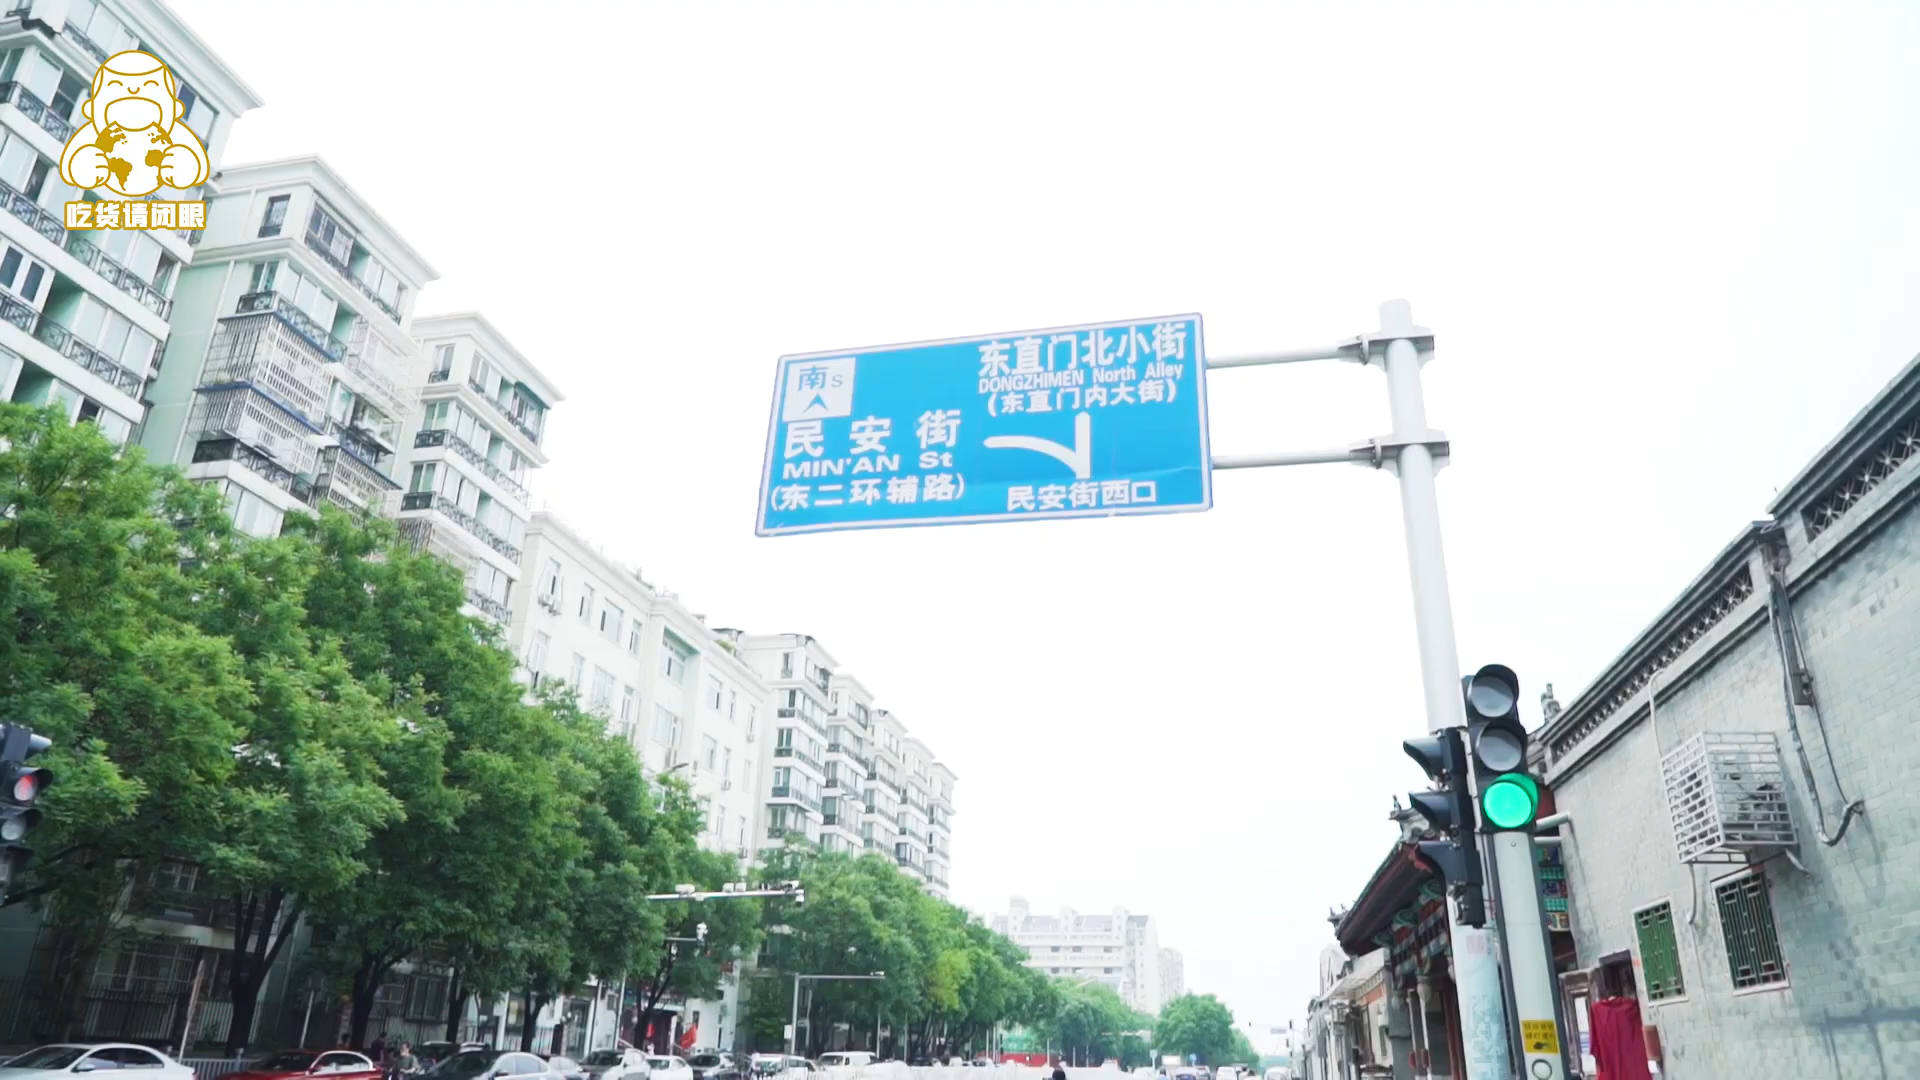 吃货请闭眼
南 S
民安街
MIN'AN St
(东二环辅路)
东直门北小街
DONGZHIMEN North Alley
(东直门内大街)
民安街西口